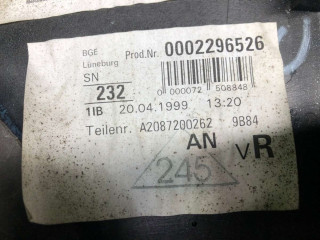 BGE Prod.Nr. 0002296526
Lüneburg
SN
232
0 000072 508848
1IB 20.04.1999 13:20
Teilenr. A2087200262 9B84
AN
245 VR